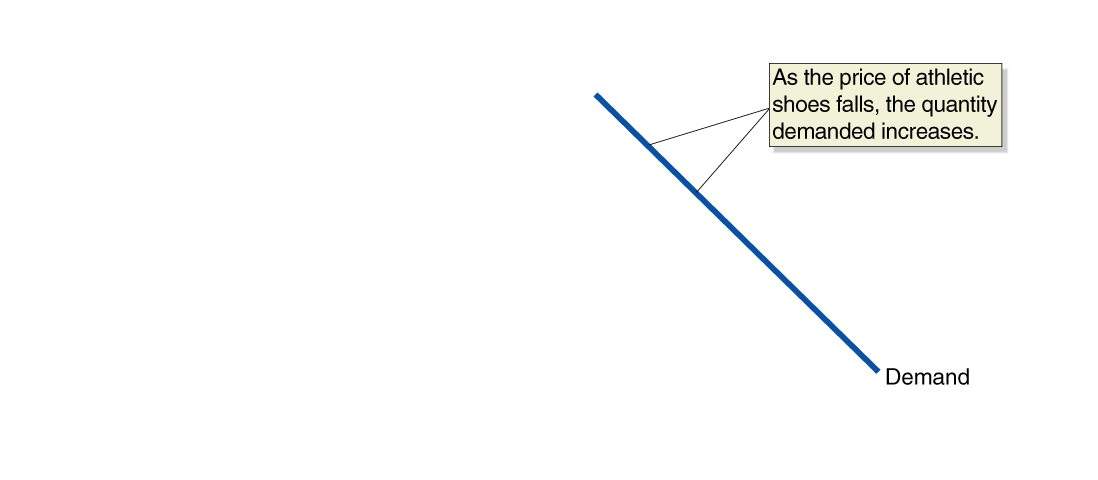 As the price of athletic
shoes falls, the quantity
demanded increases.
Demand